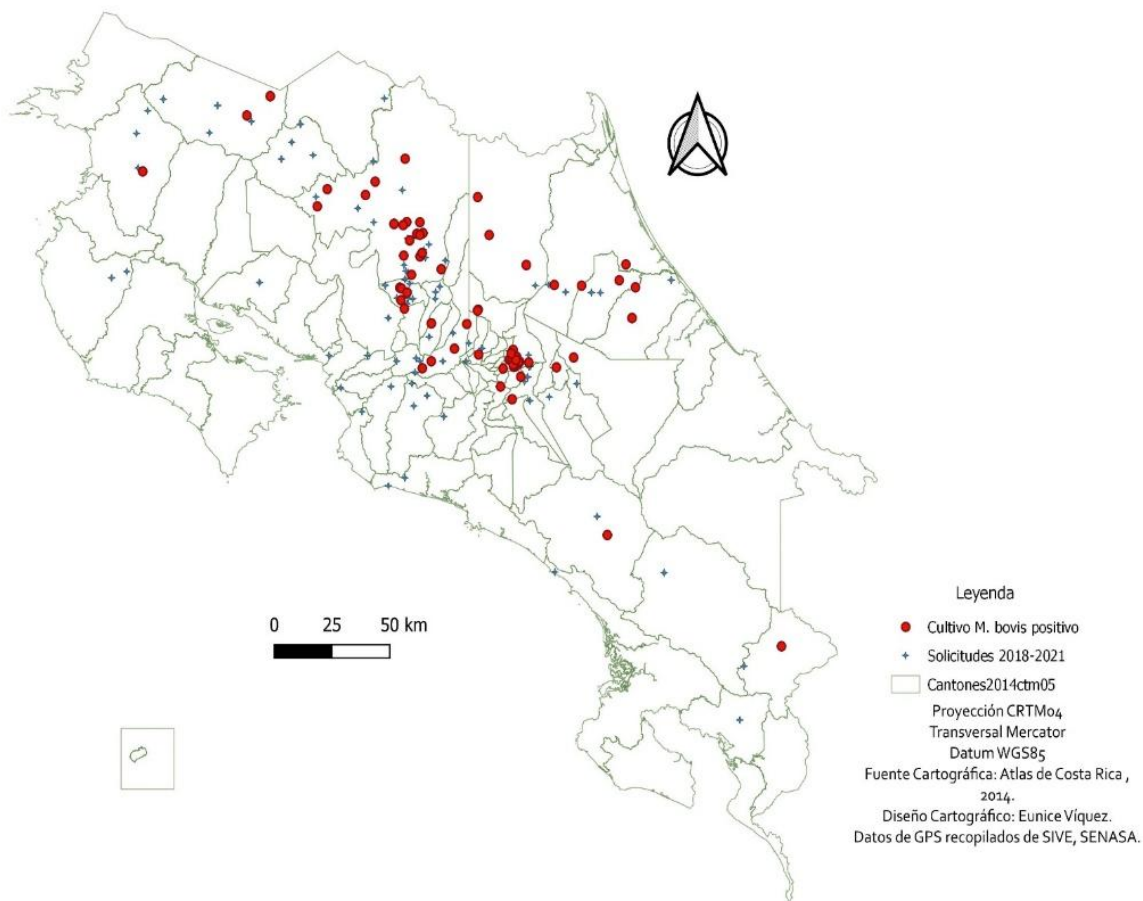 0 25 50 km
Leyenda
Cultivo M. bovis positivo
Solicitudes 2018-2021
Cantones2014ctm05
Proyección CRTM04
Transversal Mercator
Datum WGS85
Fuente Cartográfica: Atlas de Costa Rica ,
2014.
Diseño Cartográfico: Eunice Víquez.
Datos de GPS recopilados de SIVE, SENASA.